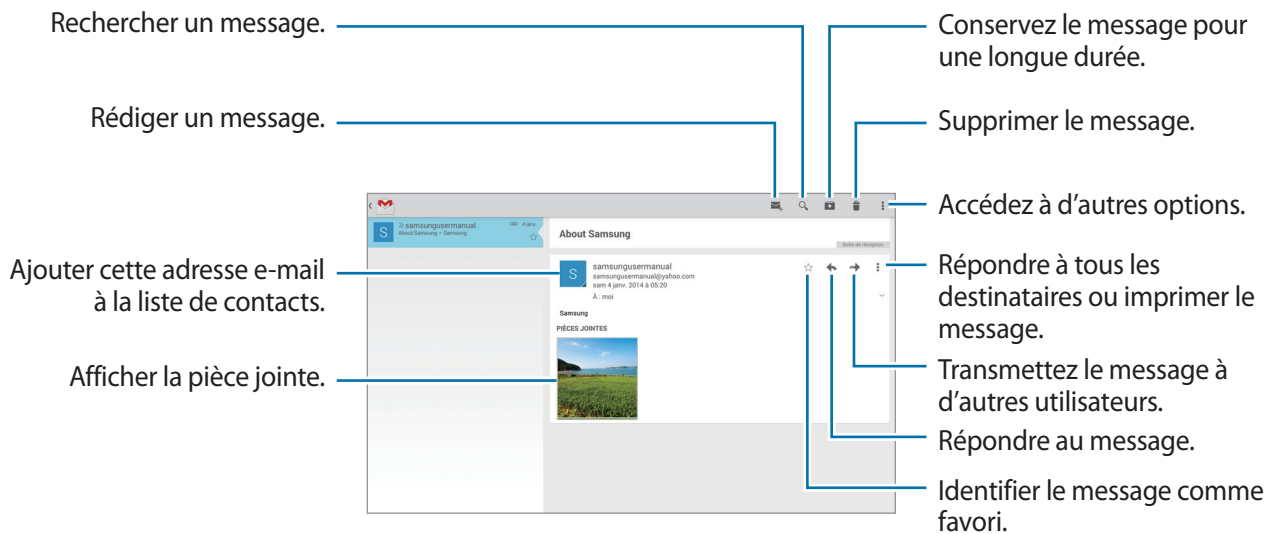 Rechercher un message.
Rédiger un message.
Ajouter cette adresse e-mail
à la liste de contacts.
Afficher la pièce jointe.
samsungusermanual
4 janv.
About Samsung – Samsung
S
About Samsung
Boîte de réception
S
samsungusermanual
samsungusermanual@yahoo.com
sam 4 janv. 2014 à 05:20
À : moi
Samsung
PIÈCES JOINTES
Conservez le message pour
une longue durée.
Supprimer le message.
Accédez à d'autres options.
Répondre à tous les
destinataires ou imprimer le
message.
Transmettez le message à
d'autres utilisateurs.
Répondre au message.
Identifier le message comme
favori.